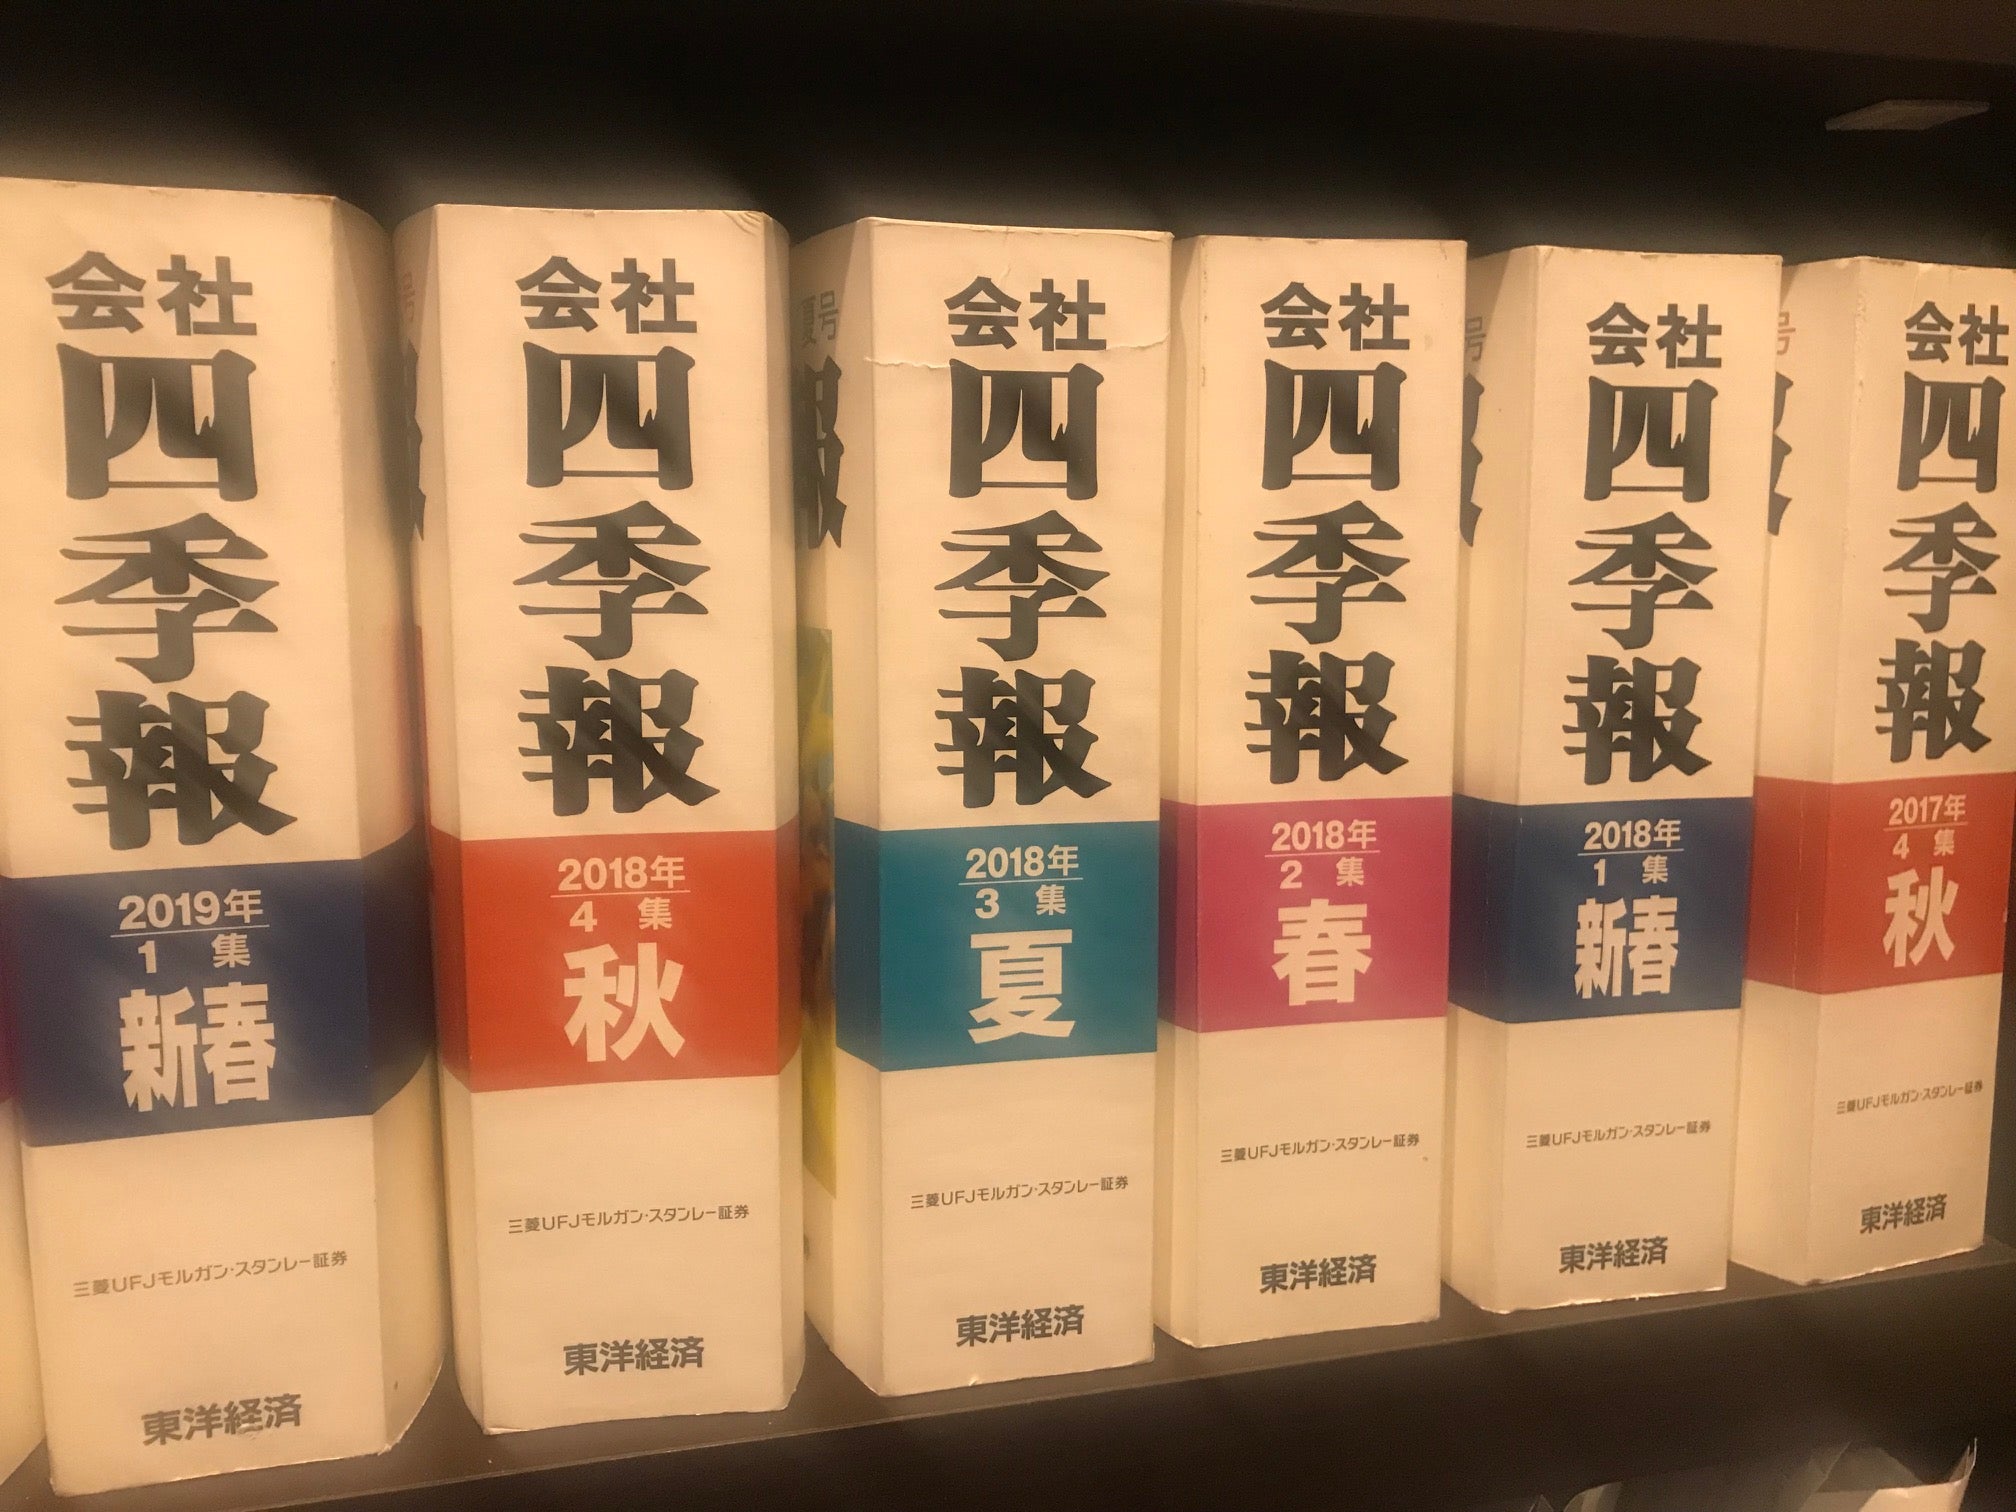 会社
四季報
2019年
1 集
新春
三菱UFJモルガン・スタンレー証券
東洋経済
会社
四季報
2018年
4 集
秋
三菱UFJモルガン・スタンレー証券
東洋経済
夏号
報
会社
四季報
2018年
3 集
夏
三菱UFJモルガン・スタンレー証券
東洋経済
会社
四季報
2018年
2 集
春
三菱UFJモルガン・スタンレー証券
東洋経済
号
会社
四季報
2018年
1 集
新春
三菱UFJモルガン・スタンレー証券
東洋経済
号
会社
四季報
2017年
4 集
秋
三菱UFJモルガン・スタンレー証券
東洋経済